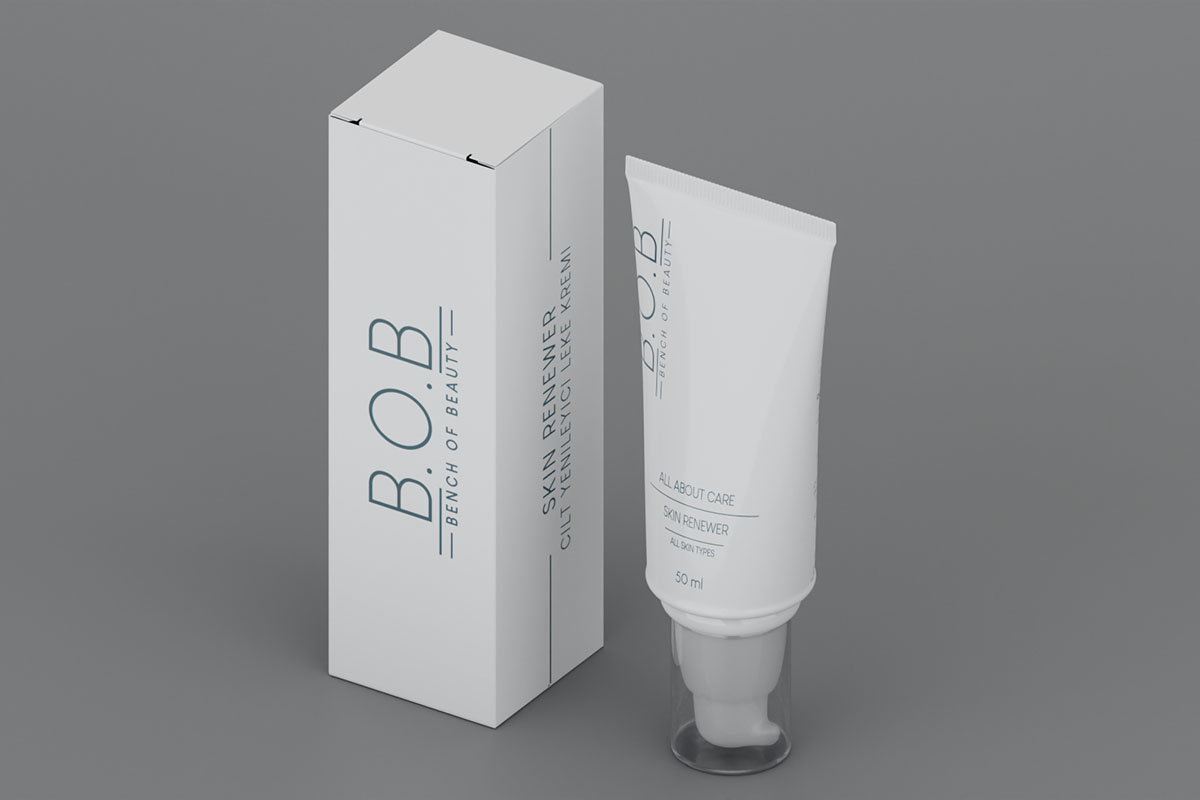 B.O.B
BENCH OF BEAUTY
SKIN RENEWER
CILT YENILEYICI LEKE KREMI
B.O.B
BENCH OF BEAUTY
ALL ABOUT CARE
SKIN RENEWER
ALL SKIN TYPES
50 ml